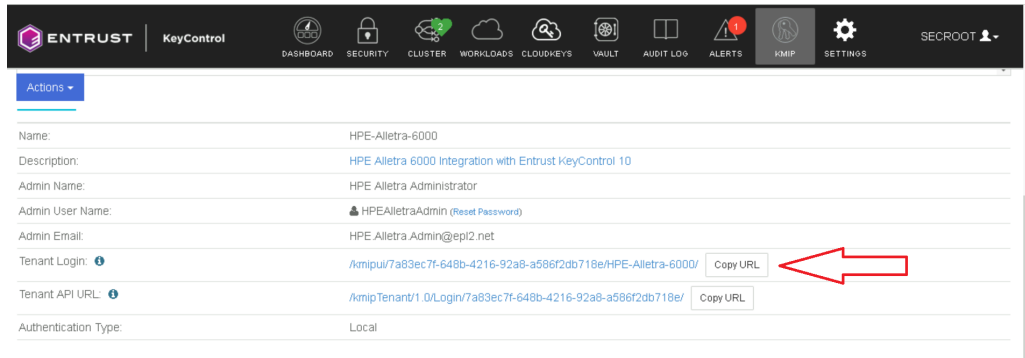 ENTRUST KeyControl
2
1
DASHBOARD SECURITY CLUSTER WORKLOADS CLOUDKEYS VAULT AUDIT LOG ALERTS KMIP SETTINGS SECROOT
Actions
Name: HPE-Alletra-6000
Description: HPE Alletra 6000 Integration with Entrust KeyControl 10
Admin Name: HPE Alletra Administrator
Admin User Name: HPEAlletraAdmin (Reset Password)
Admin Email: HPE.Alletra.Admin@epl2.net
Tenant Login: /kmipui/7a83ec7f-648b-4216-92a8-a586f2db718e/HPE-Alletra-6000/ Copy URL
Tenant API URL: /kmipTenant/1.0/Login/7a83ec7f-648b-4216-92a8-a586f2db718e/ Copy URL
Authentication Type: Local